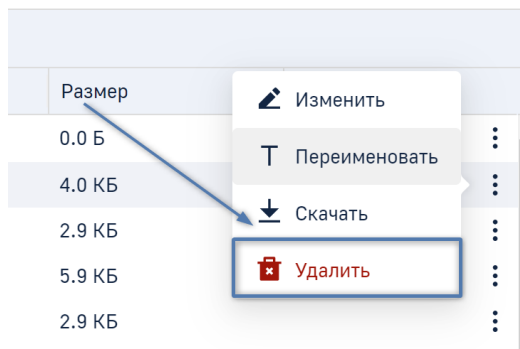 Размер
Изменить
0.0 Б
Переименовать
4.0 КБ
Скачать
2.9 КБ
Удалить
5.9 КБ
2.9 КБ